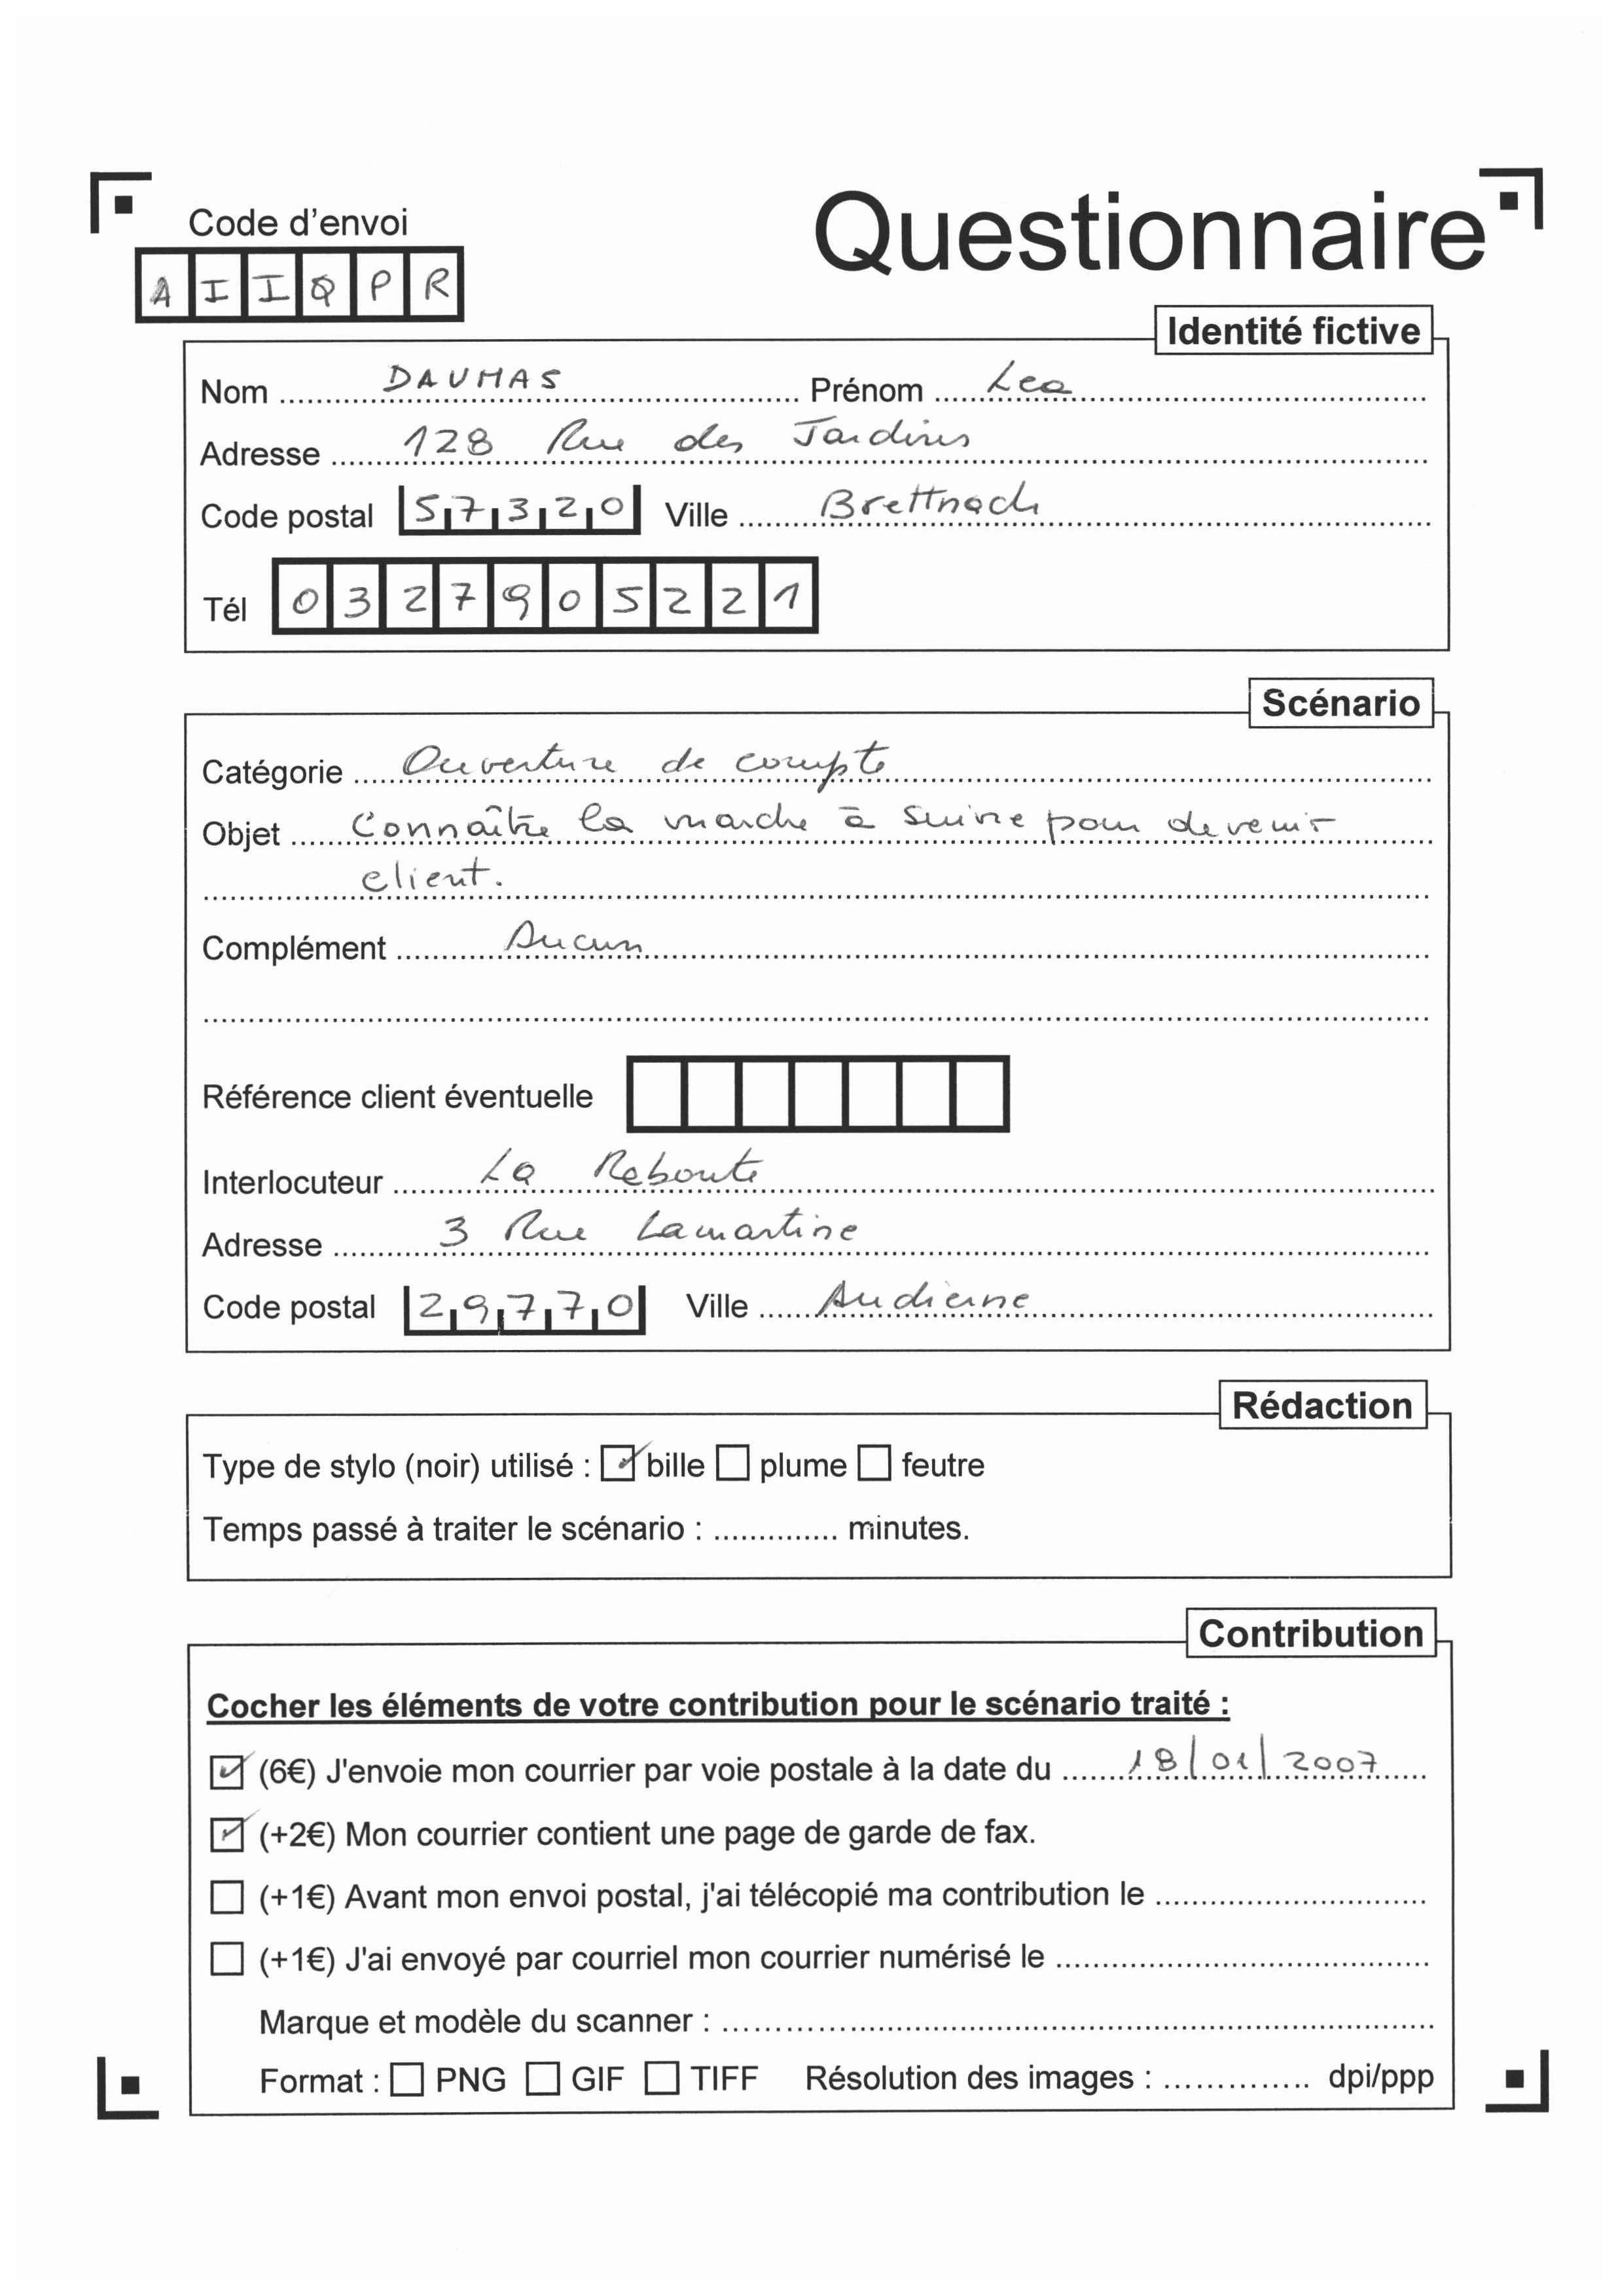 Code d'envoi
Questionnaire
A I I Q P R
Identité fictive
Nom DAUMAS Prénom Lea
Adresse 128 Rue des Jardins
Code postal 57320 Ville Brettnach
Tél 0327905221
Scénario
Catégorie Ouverture de compte
Objet Connaître la marche à suivre pour devenir
client.
Complément Aucun
Référence client éventuelle
Interlocuteur La Reboute
Adresse 3 Rue Lamartine
Code postal 29770 Ville Audierne
Rédaction
Type de stylo (noir) utilisé : bille plume feutre
Temps passé à traiter le scénario : .............. minutes.
Contribution
Cocher les éléments de votre contribution pour le scénario traité :
(6€) J'envoie mon courrier par voie postale à la date du 18/01/2007
(+2€) Mon courrier contient une page de garde de fax.
(+1€) Avant mon envoi postal, j'ai télécopié ma contribution le
(+1€) J'ai envoyé par courriel mon courrier numérisé le
Marque et modèle du scanner :
Format : PNG GIF TIFF Résolution des images : .............. dpi/ppp